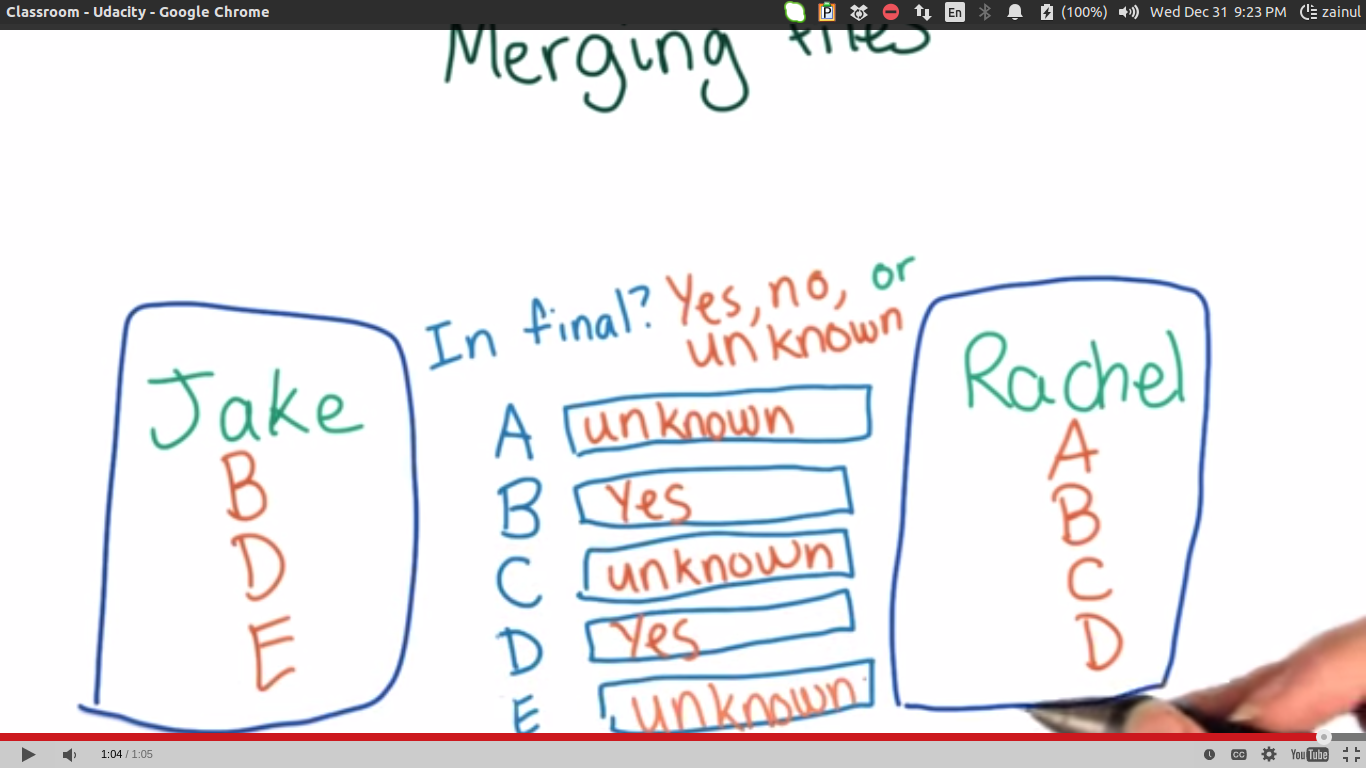 Classroom - Udacity - Google Chrome
En
(100%)
Wed Dec 31 9:23 PM
zainul
Merging files
In final? Yes, no, or
unknown
Jake
B
D
E
A unknown
B Yes
C unknown
D Yes
E unknown
Rachel
A
B
C
D
1:04 / 1:05
CC
YouTube